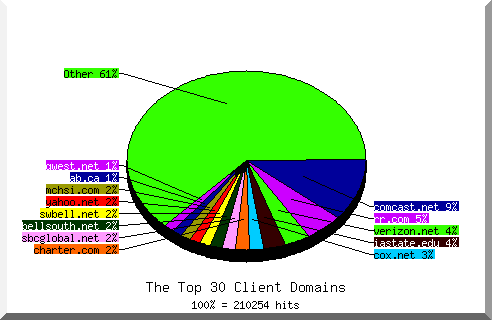 Other 61%
qwest.net 1%
ab.ca 1%
mchsi.com 2%
yahoo.net 2%
swbell.net 2%
bellsouth.net 2%
sbcglobal.net 2%
charter.com 2%
comcast.net 9%
rr.com 5%
verizon.net 4%
iastate.edu 4%
cox.net 3%
The Top 30 Client Domains
100% = 210254 hits